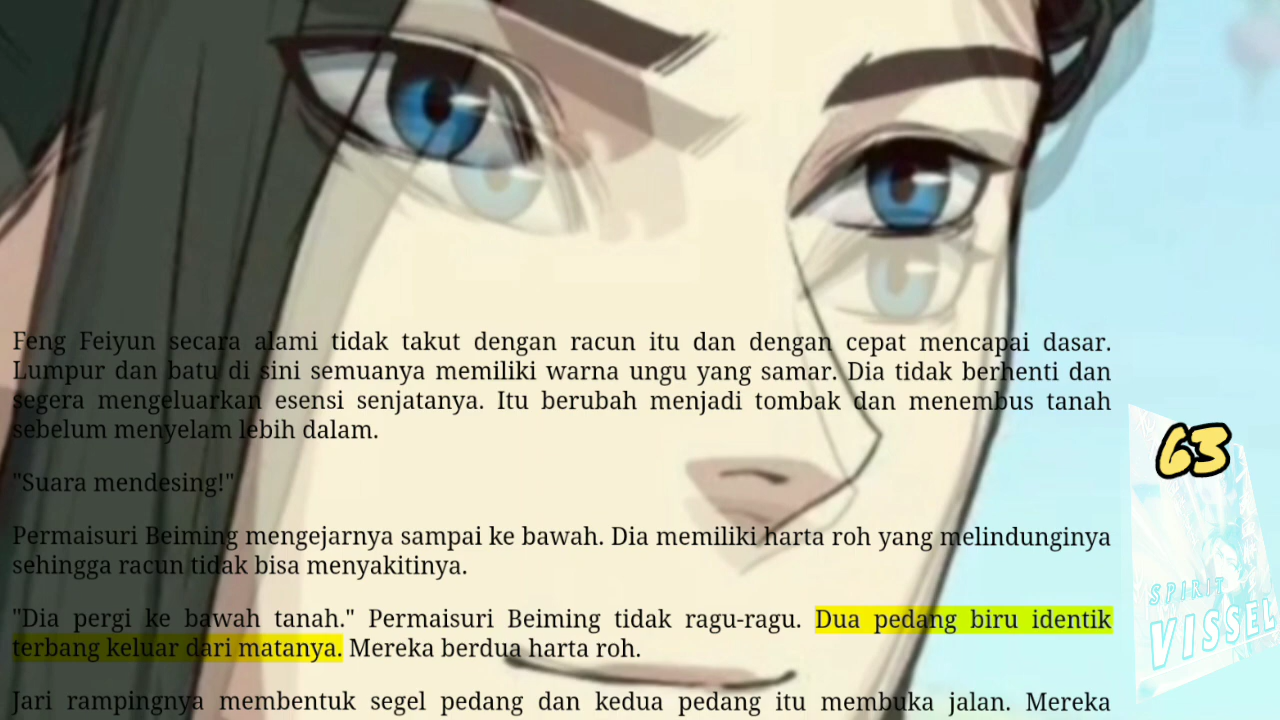 Feng Feiyun secara alami tidak takut dengan racun itu dan dengan cepat mencapai dasar.
Lumpur dan batu di sini semuanya memiliki warna ungu yang samar. Dia tidak berhenti dan
segera mengeluarkan esensi senjatanya. Itu berubah menjadi tombak dan menembus tanah
sebelum menyelam lebih dalam.
"Suara mendesing!"
Permaisuri Beiming mengejarnya sampai ke bawah. Dia memiliki harta roh yang melindunginya
sehingga racun tidak bisa menyakitinya.
"Dia pergi ke bawah tanah." Permaisuri Beiming tidak ragu-ragu. Dua pedang biru identik
terbang keluar dari matanya. Mereka berdua harta roh.
Jari rampingnya membentuk segel pedang dan kedua pedang itu membuka jalan. Mereka
63
SPIRIT
VISSEL